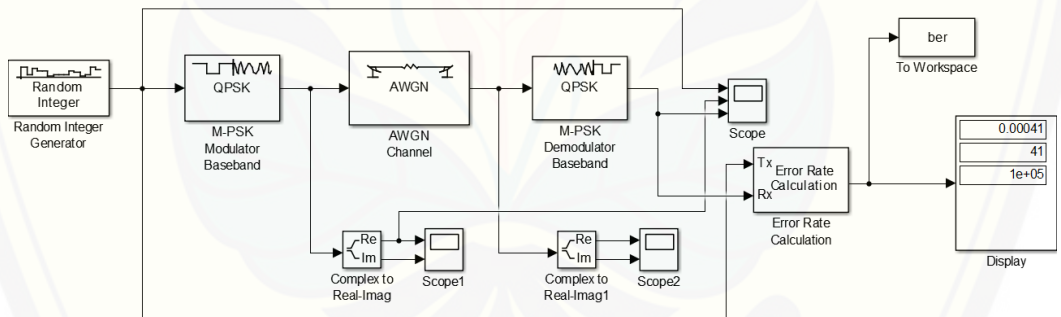 Random
Integer
Random Integer
Generator
QPSK
M-PSK
Modulator
Baseband
AWGN
AWGN
Channel
QPSK
M-PSK
Demodulator
Baseband
Scope
ber
To Workspace
Tx
Rx
Error Rate
Calculation
Error Rate
Calculation
0.00041
41
1e+05
Display
Re
Im
Complex to
Real-Imag
Scope1
Re
Im
Complex to
Real-Imag1
Scope2